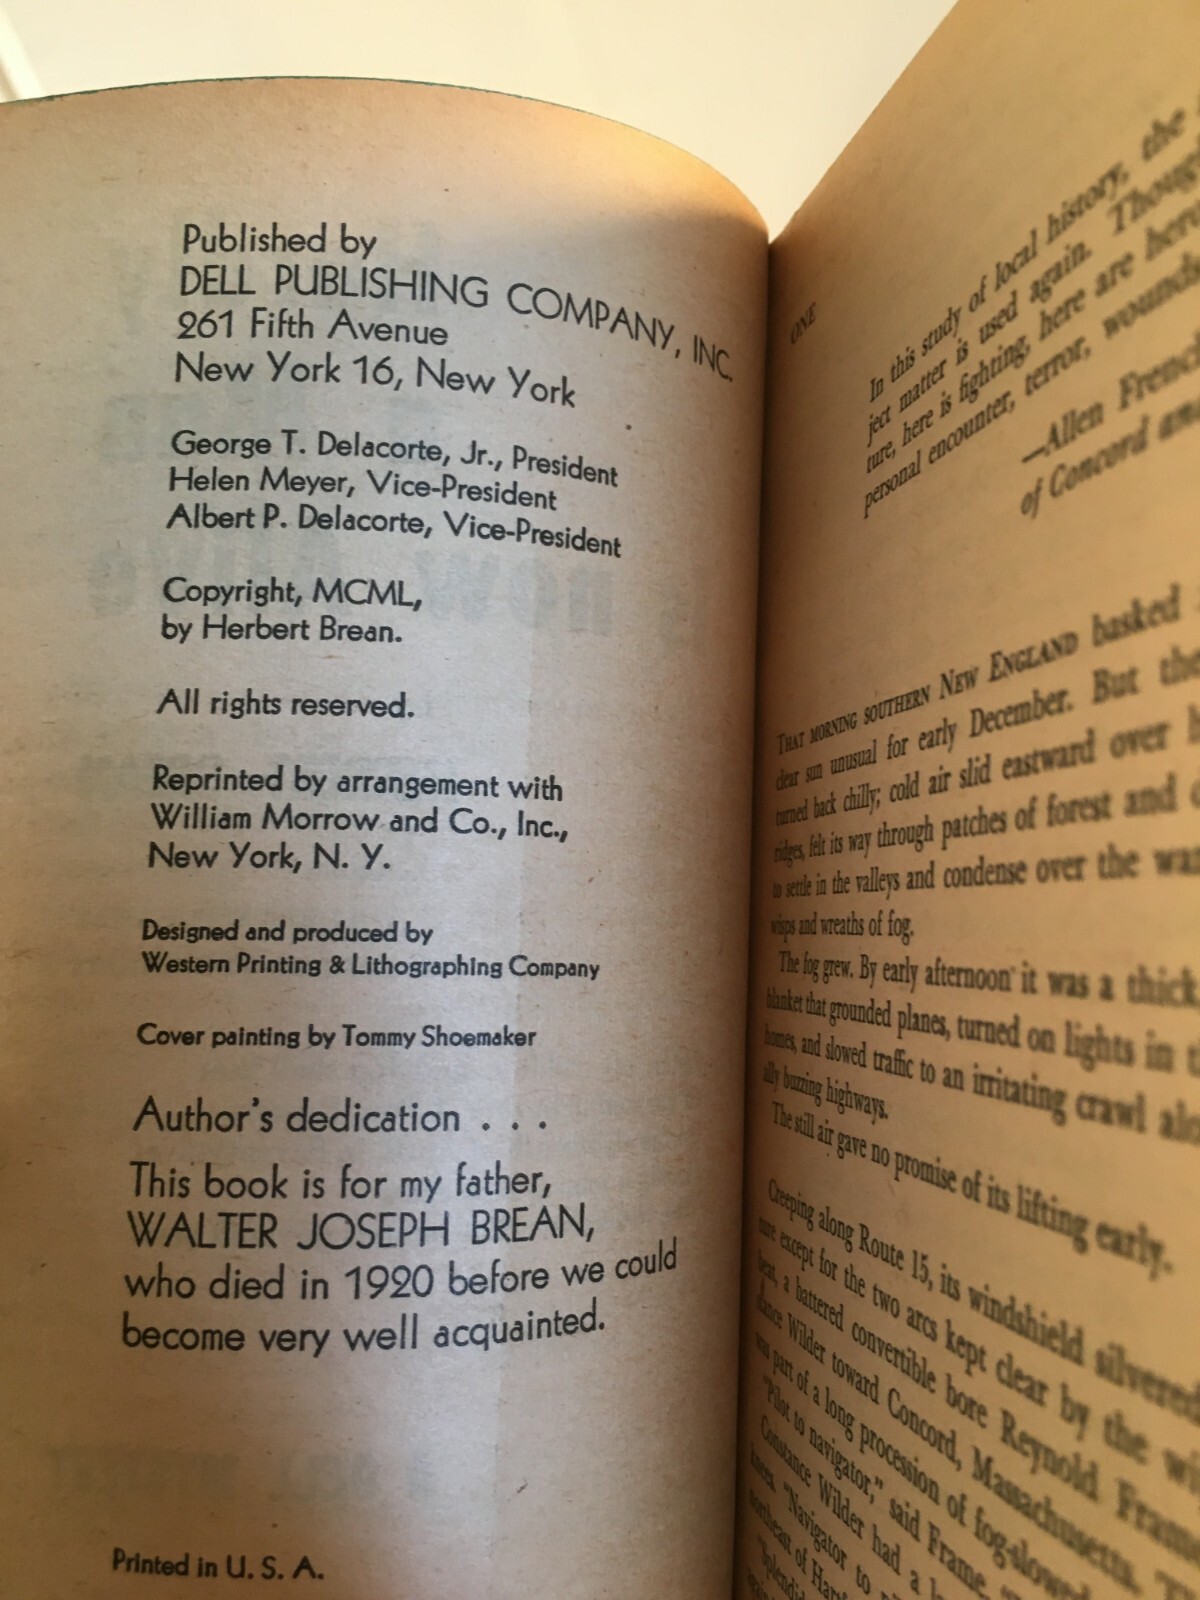 Published by
DELL PUBLISHING COMPANY, INC.
261 Fifth Avenue
New York 16, New York
George T. Delacorte, Jr., President
Helen Meyer, Vice-President
Albert P. Delacorte, Vice-President
Copyright, MCML,
by Herbert Brean.
All rights reserved.
Reprinted by arrangement with
William Morrow and Co., Inc.,
New York, N. Y.
Designed and produced by
Western Printing & Lithographing Company
Cover painting by Tommy Shoemaker
Author's dedication . . .
This book is for my father,
WALTER JOSEPH BREAN,
who died in 1920 before we could
become very well acquainted.
Printed in U. S. A.
ONE
In this study of local history, the
ject matter is used again. Though
ture, here is fighting, here are
personal encounter, terror, wounds
—Allen French
of Concord
THAT MORNING SOUTHERN NEW ENGLAND basked
clear sun unusual for early December. But
turned back chilly; cold air slid eastward over
ridges, felt its way through patches of forest and
to settle in the valleys and condense over the
wisps and wreaths of fog.
The fog grew. By early afternoon it was a thick
blanket that grounded planes, turned on lights in
homes, and slowed traffic to an irritating crawl
ally buzzing highways.
The still air gave no promise of its lifting early.
Creeping along Route 15, its windshield silvered
ture except for the two arcs kept clear by the
heat, a battered convertible bore Reynold Frame
stance Wilder toward Concord, Massachusetts.
was part of a long procession of fog-slowed
"Pilot to navigator," said Frame,
Constance Wilder had a
knees. "Navigator to
northeast of
"Splendid